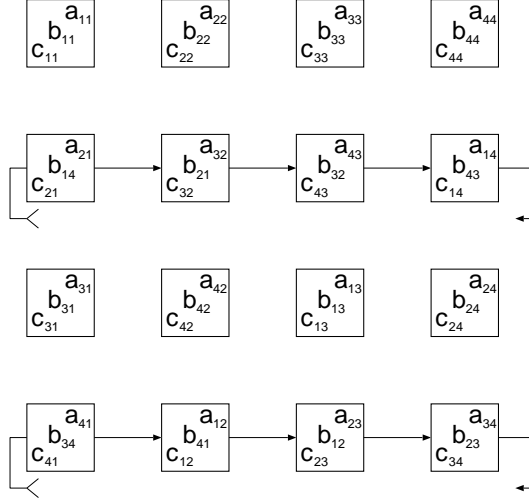 a11 a22 a33 a44
b11 b22 b33 b44
c11 c22 c33 c44
a21 a32 a43 a14
b14 b21 b32 b43
c21 c32 c43 c14
a31 a42 a13 a24
b31 b42 b13 b24
c31 c42 c13 c24
a41 a12 a23 a34
b34 b41 b12 b23
c41 c12 c23 c34